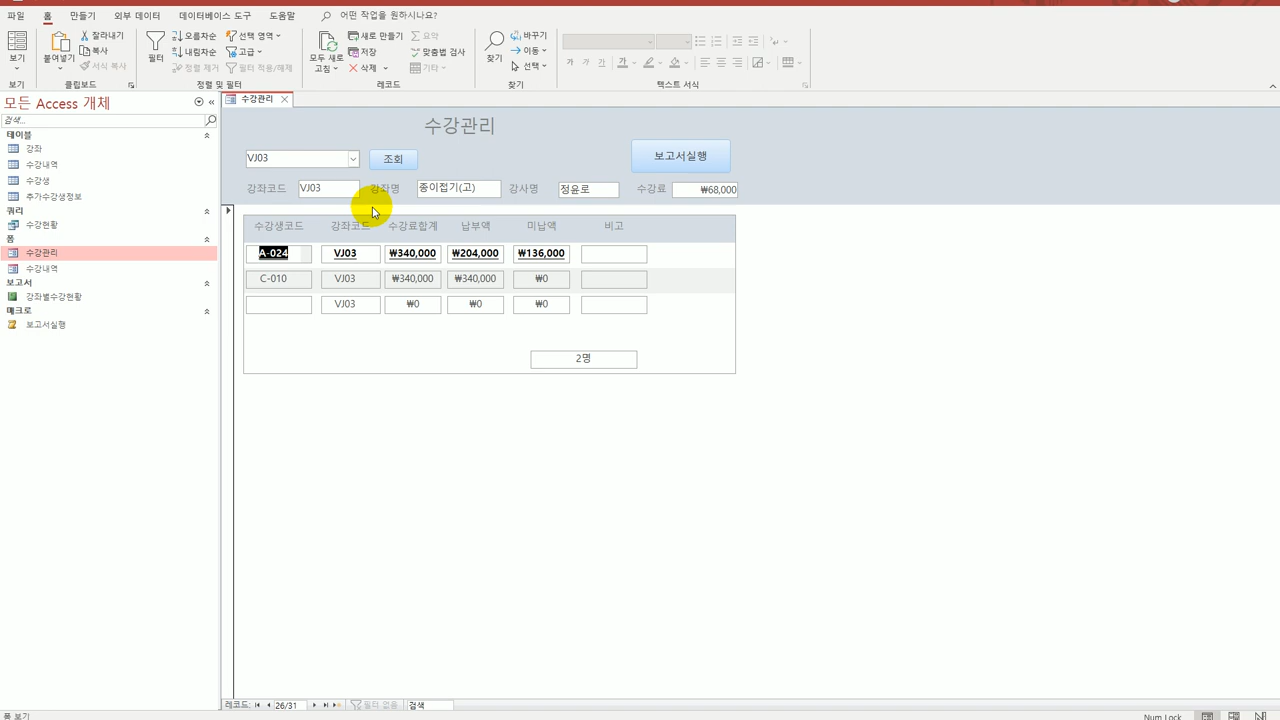 파일 홈 만들기 외부 데이터 데이터베이스 도구 도움말 어떤 작업을 원하시나요?
보기
붙여넣기
잘라내기
복사
서식 복사
필터
오름차순
내림차순
정렬 제거
선택 영역
고급
필터 적용/해제
모두 새로
고침
새로 만들기
저장
삭제
요약
맞춤법 검사
기타
찾기
바꾸기
이동
선택
가 가 가 가
보기 클립보드 정렬 및 필터 레코드 찾기 텍스트 서식
모든 Access 개체
검색...
테이블
강좌
수강내역
수강생
추가수강생정보
쿼리
수강현황
폼
수강관리
수강내역
보고서
강좌별수강현황
매크로
보고서실행
수강관리
수강관리
VJ03 조회 보고서실행
강좌코드 VJ03 강좌명 종이접기(고) 강사명 정윤로 수강료 ₩68,000
수강생코드 강좌코드 수강료합계 납부액 미납액 비고
A-024 VJ03 ₩340,000 ₩204,000 ₩136,000
C-010 VJ03 ₩340,000 ₩340,000 ₩0
VJ03 ₩0 ₩0 ₩0
2명
레코드: 26/31 필터 없음 검색
폼 보기 Num Lock